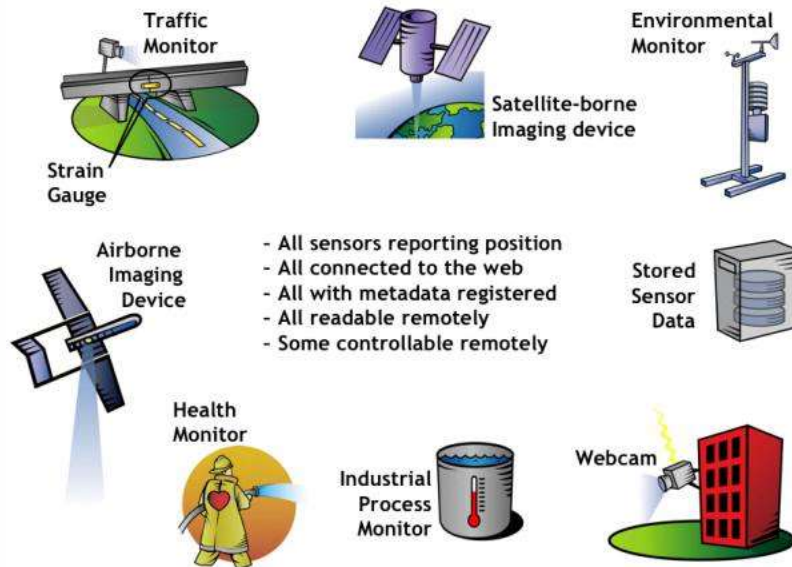 Traffic
Monitor
Environmental
Monitor
Satellite-borne
Imaging device
Strain
Gauge
Airborne
Imaging
Device
- All sensors reporting position
- All connected to the web
- All with metadata registered
- All readable remotely
- Some controllable remotely
Stored
Sensor
Data
Health
Monitor
Industrial
Process
Monitor
Webcam